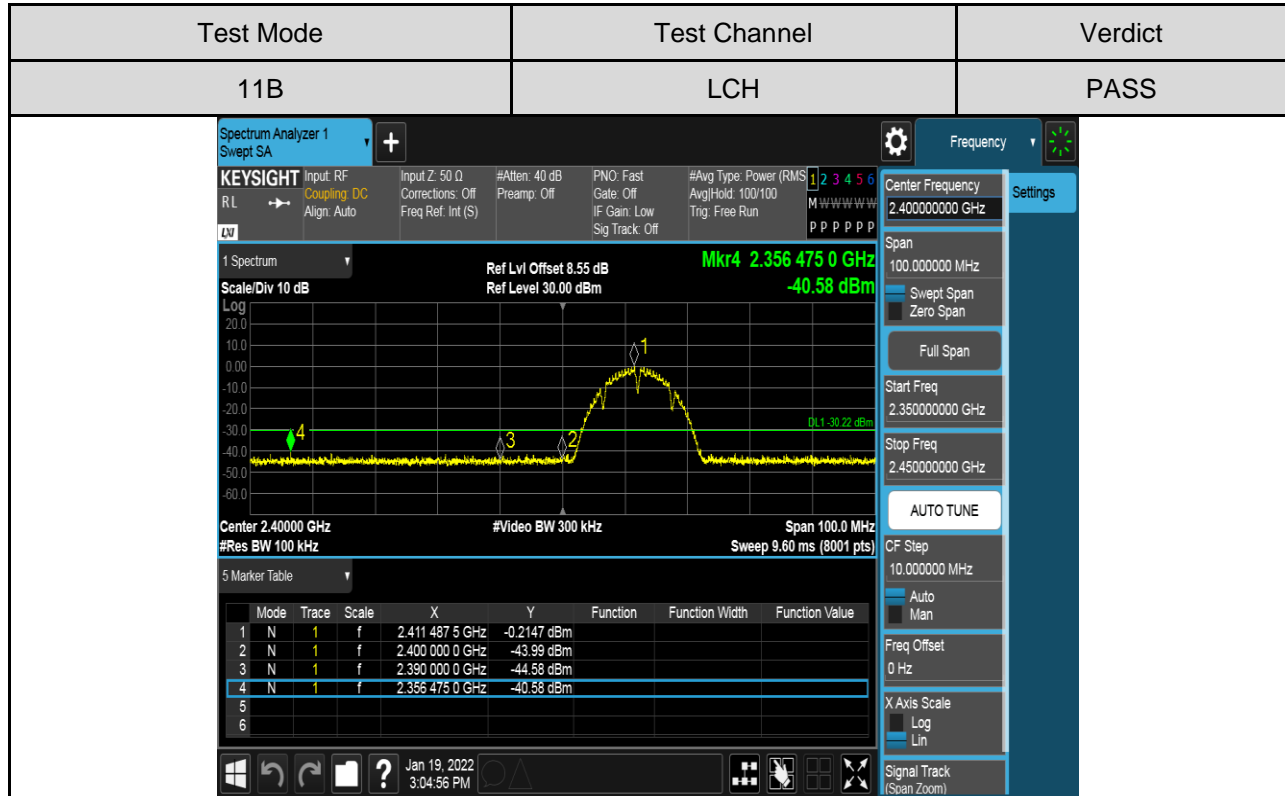 Test Mode Test Channel Verdict
11B LCH PASS
Spectrum Analyzer 1
Swept SA
+
Frequency
KEYSIGHT
RL
LXI
Input: RF
Coupling: DC
Align: Auto
Input Z: 50 Ω
Corrections: Off
Freq Ref: Int (S)
#Atten: 40 dB
Preamp: Off
PNO: Fast
Gate: Off
IF Gain: Low
Sig Track: Off
#Avg Type: Power (RMS
Avg|Hold: 100/100
Trig: Free Run
1 2 3 4 5 6
M W W W W W
P P P P P P
1 Spectrum
Scale/Div 10 dB
Ref Lvl Offset 8.55 dB
Ref Level 30.00 dBm
Mkr4 2.356 475 0 GHz
-40.58 dBm
Log
20.0
10.0
0.00
-10.0
-20.0
-30.0
-40.0
-50.0
-60.0
1
2
3
4
DL1 -30.22 dBm
Center 2.40000 GHz #Video BW 300 kHz Span 100.0 MHz
#Res BW 100 kHz Sweep 9.60 ms (8001 pts)
5 Marker Table
Mode Trace Scale X Y Function Function Width Function Value
1 N 1 f 2.411 487 5 GHz -0.2147 dBm
2 N 1 f 2.400 000 0 GHz -43.99 dBm
3 N 1 f 2.390 000 0 GHz -44.58 dBm
4 N 1 f 2.356 475 0 GHz -40.58 dBm
5
6
?
Jan 19, 2022
3:04:56 PM
Center Frequency
2.400000000 GHz
Settings
Span
100.000000 MHz
Swept Span
Zero Span
Full Span
Start Freq
2.350000000 GHz
Stop Freq
2.450000000 GHz
AUTO TUNE
CF Step
10.000000 MHz
Auto
Man
Freq Offset
0 Hz
X Axis Scale
Log
Lin
Signal Track
(Span Zoom)